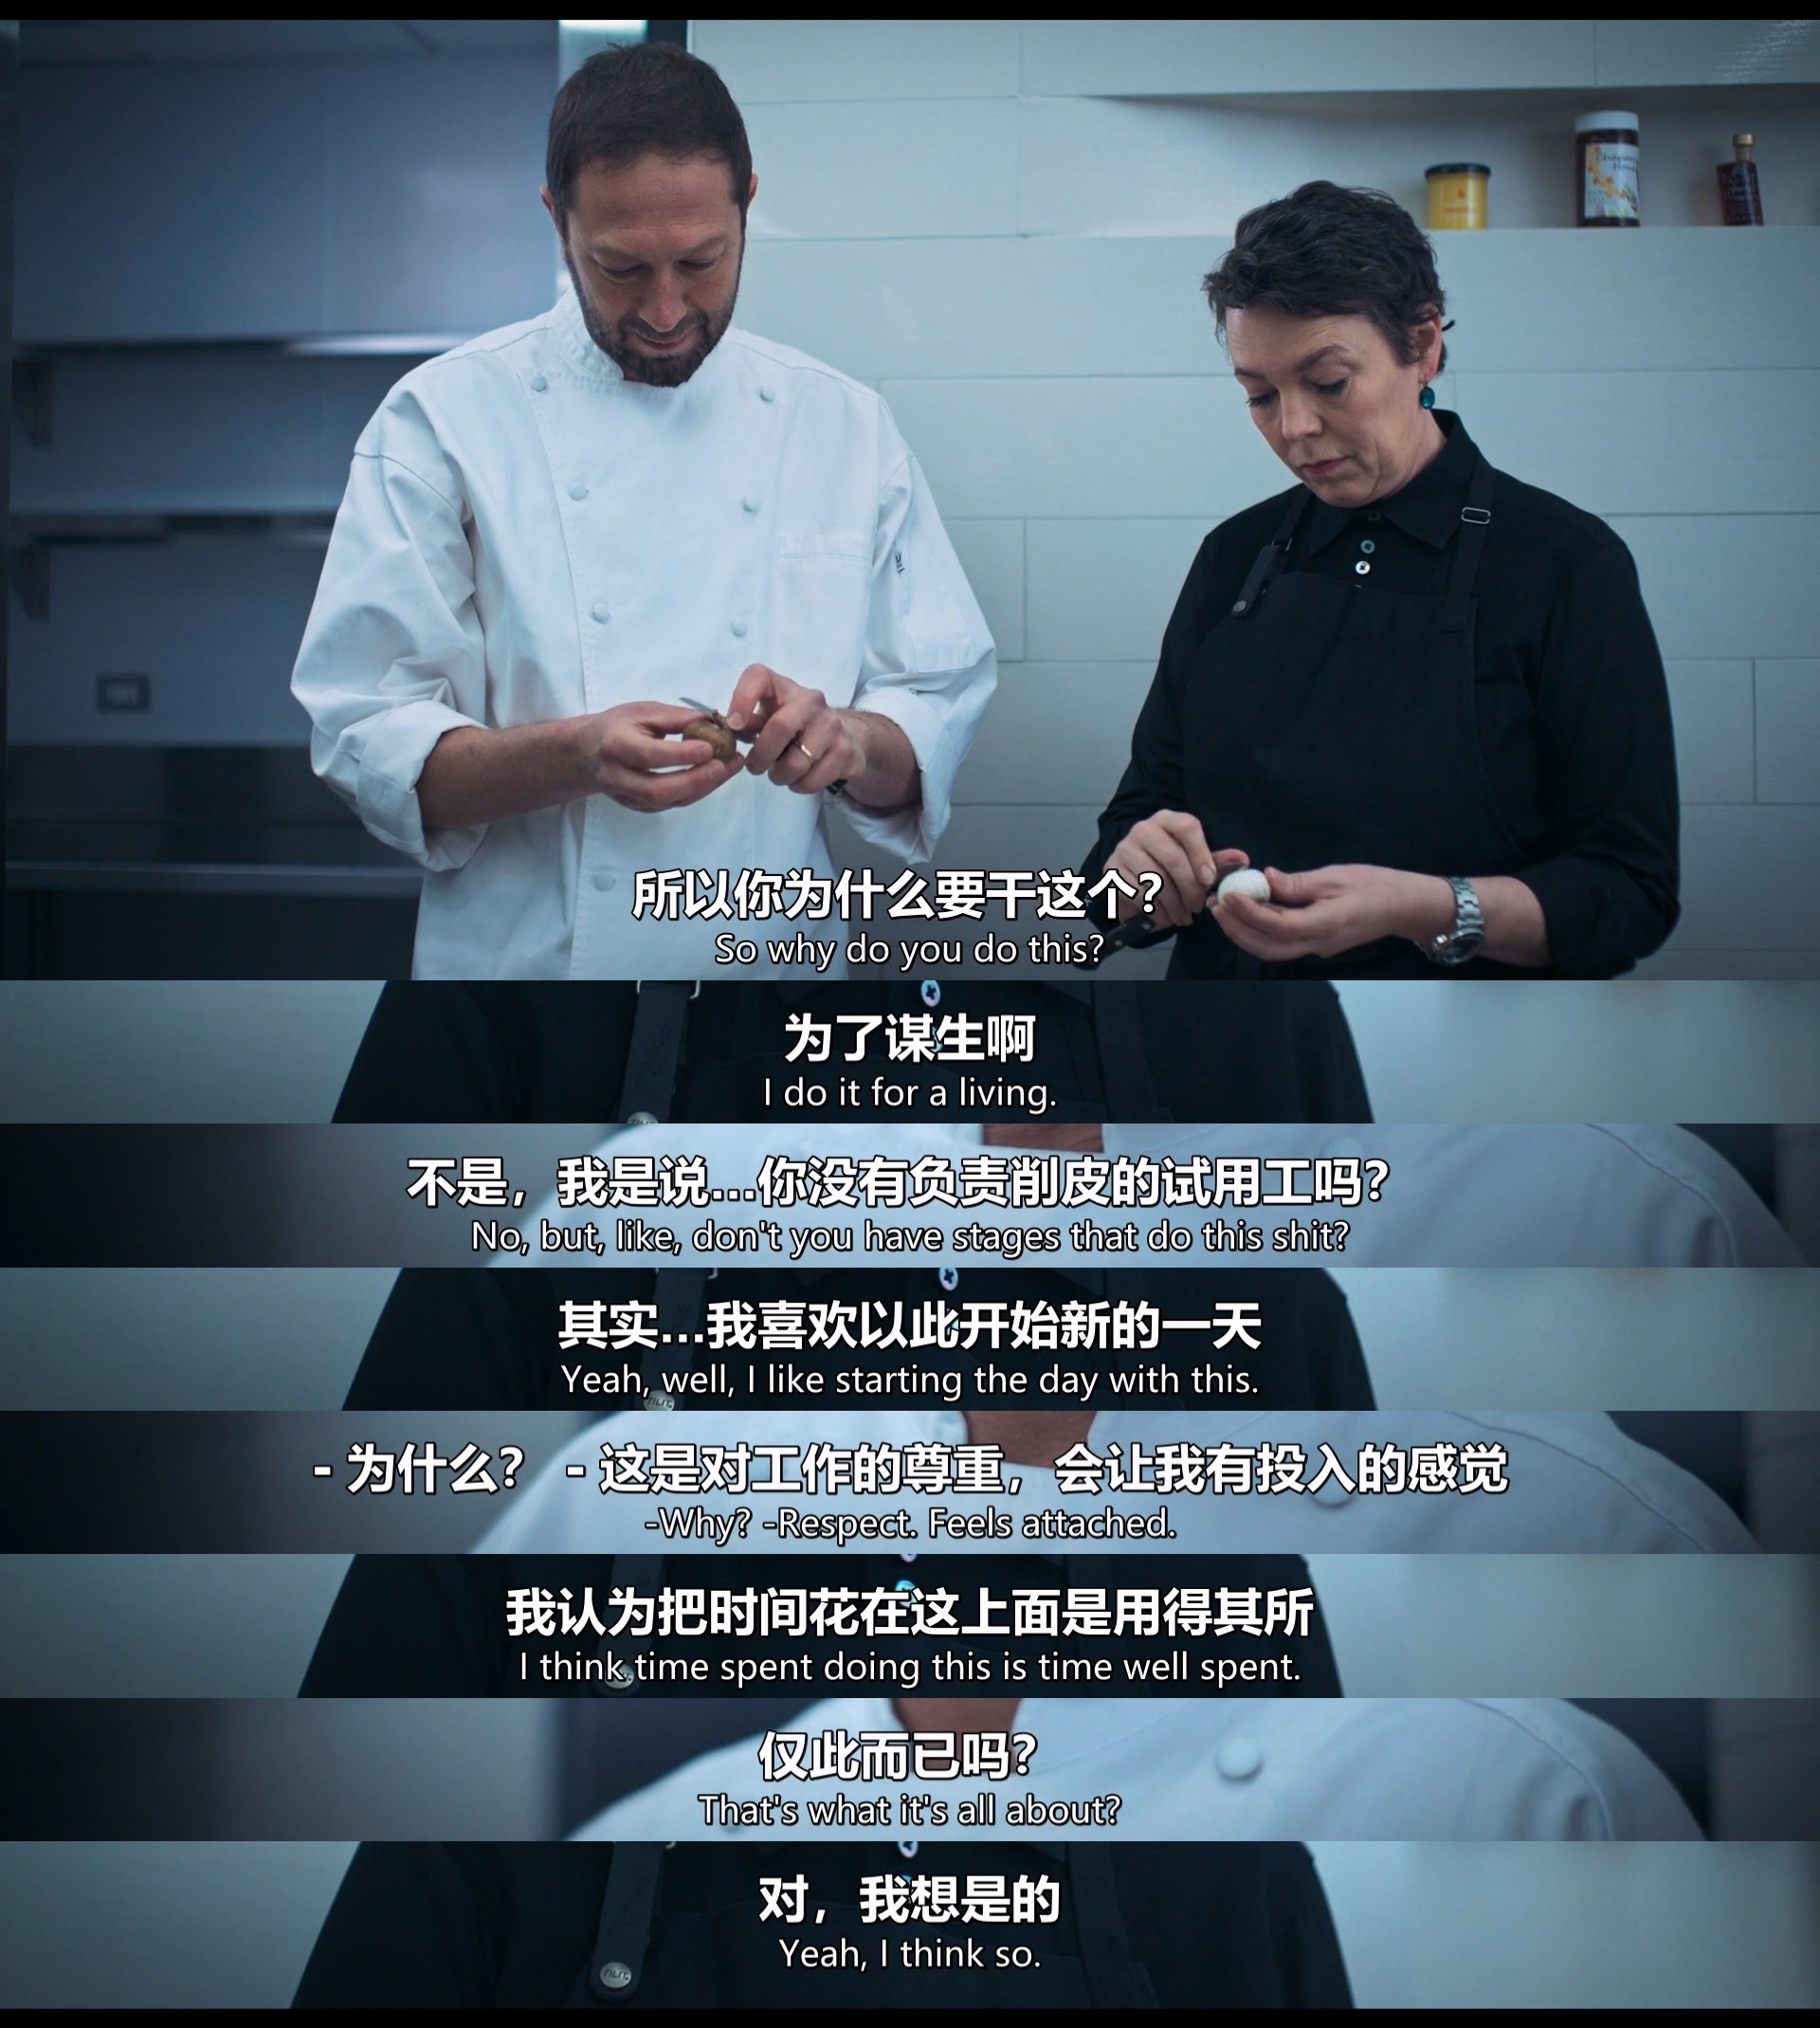 所以你为什么要干这个?
So why do you do this?
为了谋生啊
I do it for a living.
不是，我是说...你没有负责削皮的试用工吗?
No, but, like, don't you have stages that do this shit?
其实...我喜欢以此开始新的一天
Yeah, well, I like starting the day with this.
- 为什么? - 这是对工作的尊重，会让我有投入的感觉
-Why? -Respect. Feels attached.
我认为把时间花在这上面是用得其所
I think time spent doing this is time well spent.
仅此而已吗?
That's what it's all about?
对，我想是的
Yeah, I think so.
TILIT